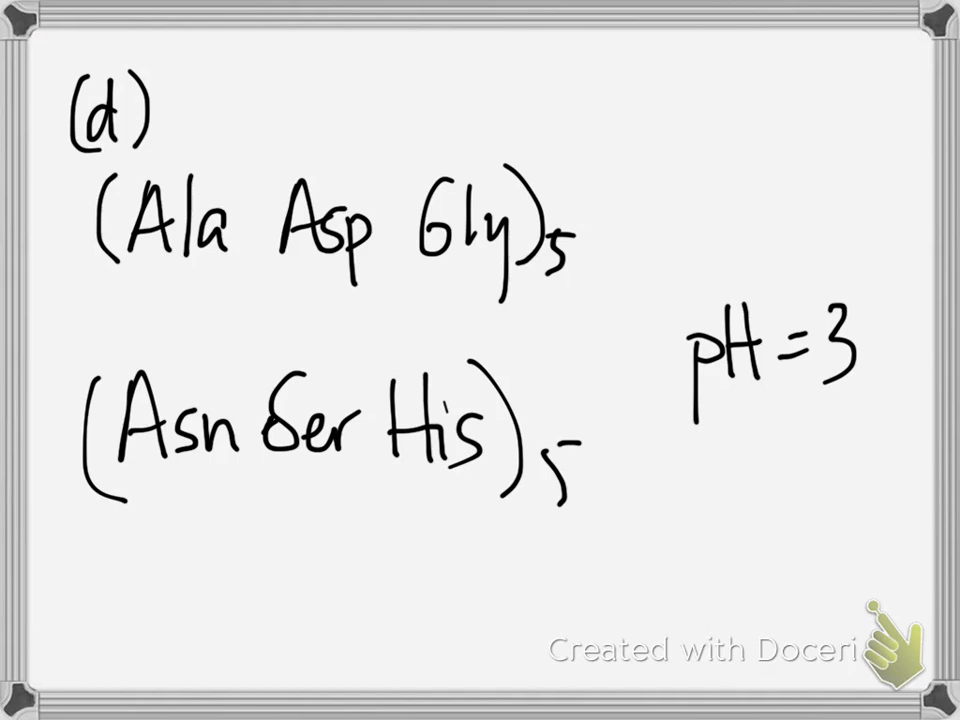 (d)
(Ala Asp Gly)5
pH=3
(Asn Ser His)5
Created with Doceri